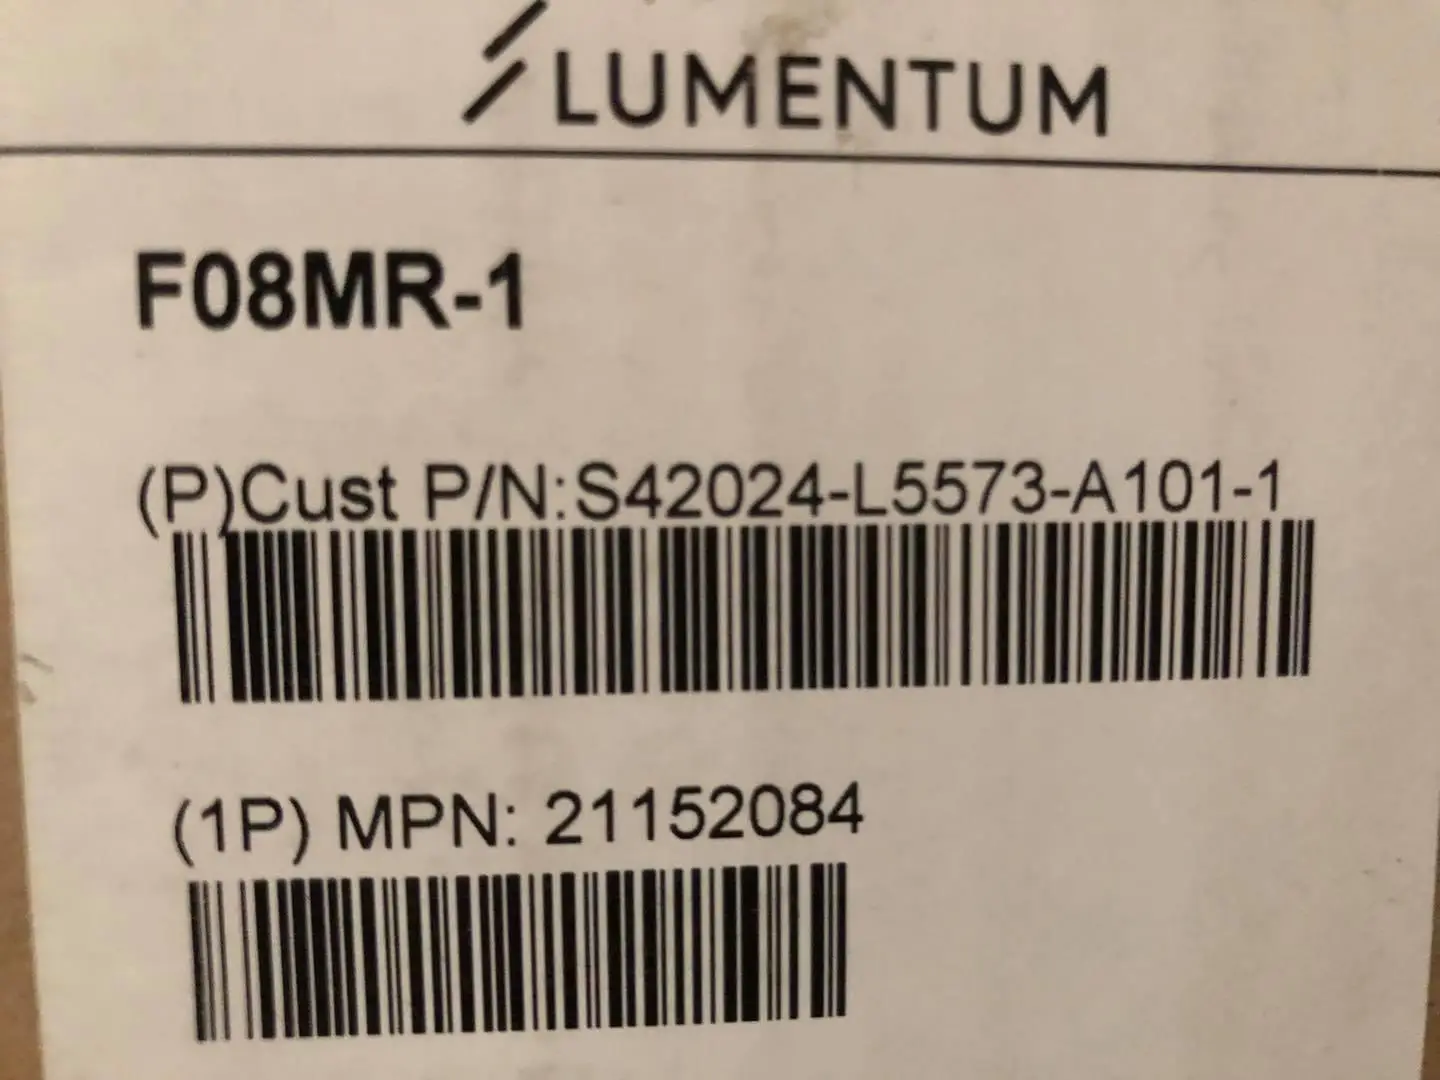 LUMENTUM
F08MR-1
(P)Cust P/N:S42024-L5573-A101-1
(1P) MPN: 21152084